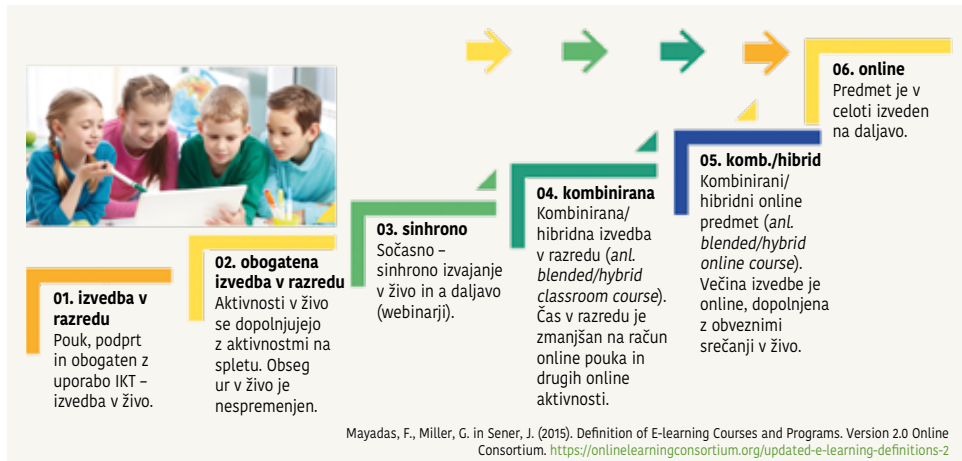 01. izvedba v
razredu
Pouk, podprt
in obogaten z
uporabo IKT –
izvedba v živo.
02. obogatena
izvedba v razredu
Aktivnosti v živo
se dopolnjujejo
z aktivnostmi na
spletu. Obseg
ur v živo je
nespremenjen.
03. sinhrono
Sočasno –
sinhrono izvajanje
v živo in a daljavo
(webinarji).
04. kombinirana
Kombinirana/
hibridna izvedba
v razredu (anl.
blended/hybrid
classroom course).
Čas v razredu je
zmanjšan na račun
online pouka in
drugih online
aktivnosti.
05. komb./hibrid
Kombinirani/
hibridni online
predmet (anl.
blended/hybrid
online course).
Večina izvedbe je
online, dopolnjena
z obveznimi
srečanji v živo.
06. online
Predmet je v
celoti izveden
na daljavo.
Mayadas, F., Miller, G. in Sener, J. (2015). Definition of E-learning Courses and Programs. Version 2.0 Online
Consortium. https://onlinelearningconsortium.org/updated-e-learning-definitions-2